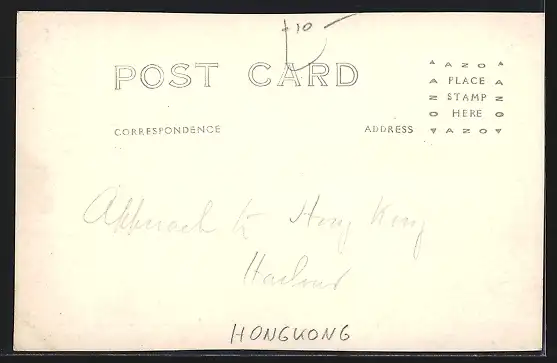 £10 —
POST CARD
CORRESPONDENCE
ADDRESS
AZO
PLACE
STAMP
HERE
AZO
Approach to Hong Kong
Harbour
HONGKONG